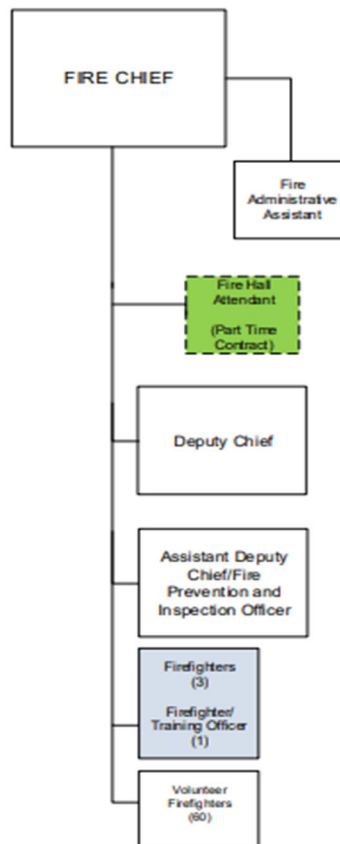 FIRE CHIEF
Fire
Administrative
Assistant
Fire Hall
Attendant
(Part Time
Contract)
Deputy Chief
Assistant Deputy
Chief/Fire
Prevention and
Inspection Officer
Firefighters
(3)
Firefighter/
Training Officer
(1)
Volunteer
Firefighters
(60)